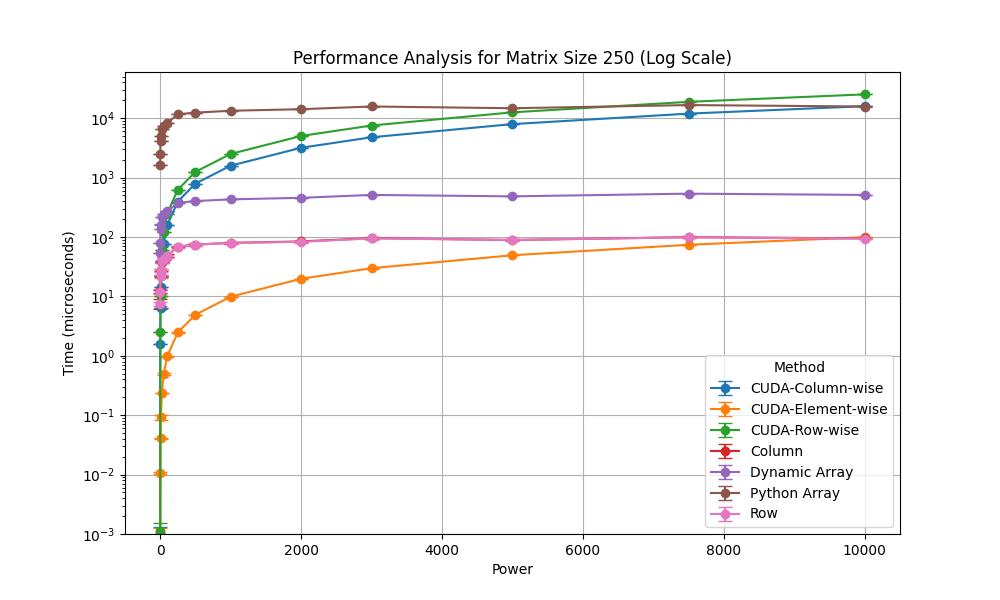 Performance Analysis for Matrix Size 250 (Log Scale)
Time (microseconds)
10^4
10^3
10^2
10^1
10^0
10^-1
10^-2
10^-3
Method
CUDA-Column-wise
CUDA-Element-wise
CUDA-Row-wise
Column
Dynamic Array
Python Array
Row
0 2000 4000 6000 8000 10000
Power